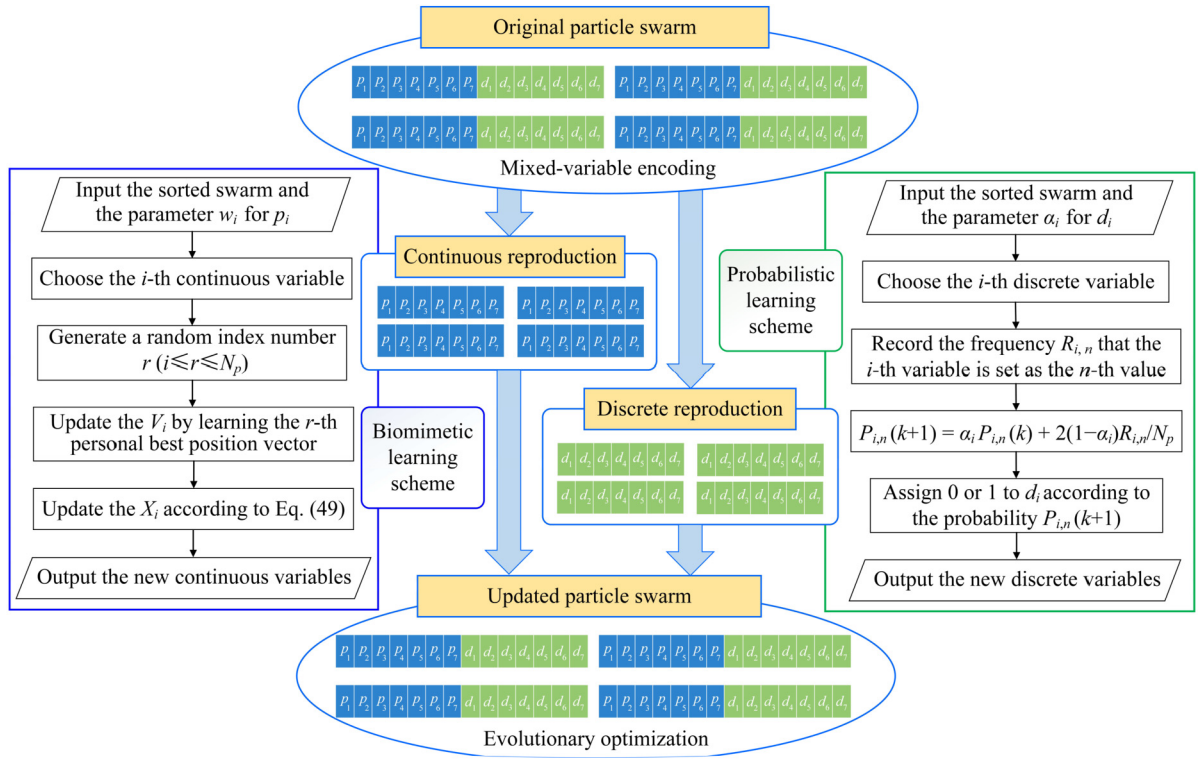 Original particle swarm
p1 p2 p3 p4 p5 p6 p7 d1 d2 d3 d4 d5 d6 d7 p1 p2 p3 p4 p5 p6 p7 d1 d2 d3 d4 d5 d6 d7
p1 p2 p3 p4 p5 p6 p7 d1 d2 d3 d4 d5 d6 d7 p1 p2 p3 p4 p5 p6 p7 d1 d2 d3 d4 d5 d6 d7
Mixed-variable encoding
Input the sorted swarm and
the parameter wi for pi
Choose the i-th continuous variable
Generate a random index number
r (i≤r≤Np)
Update the Vi by learning the r-th
personal best position vector
Update the Xi according to Eq. (49)
Output the new continuous variables
Biomimetic
learning
scheme
Continuous reproduction
p1 p2 p3 p4 p5 p6 p7 p1 p2 p3 p4 p5 p6 p7
p1 p2 p3 p4 p5 p6 p7 p1 p2 p3 p4 p5 p6 p7
Discrete reproduction
d1 d2 d3 d4 d5 d6 d7 d1 d2 d3 d4 d5 d6 d7
d1 d2 d3 d4 d5 d6 d7 d1 d2 d3 d4 d5 d6 d7
Probabilistic
learning
scheme
Input the sorted swarm and
the parameter αi for di
Choose the i-th discrete variable
Record the frequency Ri, n that the
i-th variable is set as the n-th value
Pi,n (k+1) = αi Pi,n (k) + 2(1−αi)Ri,n/Np
Assign 0 or 1 to di according to
the probability Pi,n (k+1)
Output the new discrete variables
Updated particle swarm
p1 p2 p3 p4 p5 p6 p7 d1 d2 d3 d4 d5 d6 d7 p1 p2 p3 p4 p5 p6 p7 d1 d2 d3 d4 d5 d6 d7
p1 p2 p3 p4 p5 p6 p7 d1 d2 d3 d4 d5 d6 d7 p1 p2 p3 p4 p5 p6 p7 d1 d2 d3 d4 d5 d6 d7
Evolutionary optimization